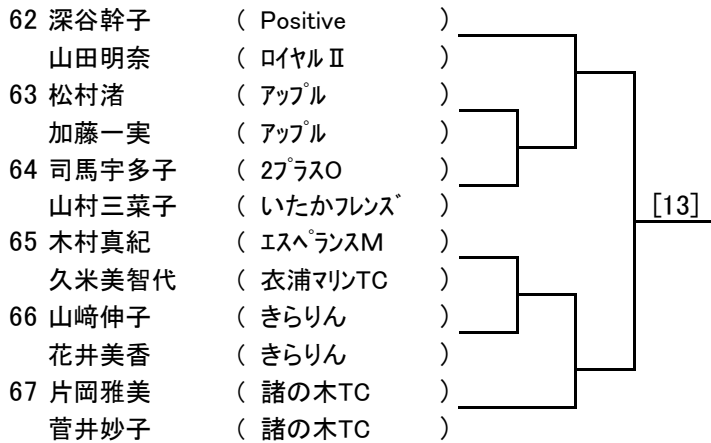 62 深谷幹子 ( Positive )
山田明奈 ( ロイヤルⅡ )
63 松村渚 ( アップル )
加藤一実 ( アップル )
64 司馬宇多子 ( 2プラスO )
山村三菜子 ( いたかフレンズ )
[13]
65 木村真紀 ( エスペランスM )
久米美智代 ( 衣浦マリンTC )
66 山﨑伸子 ( きらりん )
花井美香 ( きらりん )
67 片岡雅美 ( 諸の木TC )
菅井妙子 ( 諸の木TC )